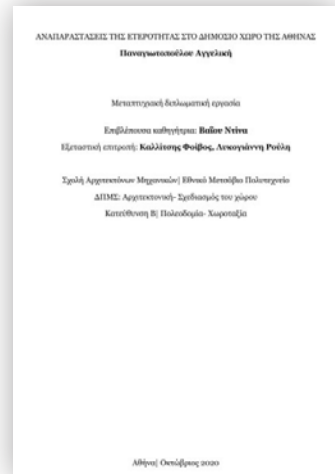 ΑΝΑΠΑΡΑΣΤΑΣΕΙΣ ΤΗΣ ΕΤΕΡΟΤΗΤΑΣ ΣΤΟ ΔΗΜΟΣΙΟ ΧΩΡΟ ΤΗΣ ΑΘΗΝΑΣ
Παναγιωτοπούλου Αγγελική
Μεταπτυχιακή διπλωματική εργασία
Επιβλέπουσα καθηγήτρια: Βαΐου Ντίνα
Εξεταστική επιτροπή: Καλλίτσης Φοίβος, Λυκογιάννη Ρούλη
Σχολή Αρχιτεκτόνων Μηχανικών| Εθνικό Μετσόβιο Πολυτεχνείο
ΔΠΜΣ: Αρχιτεκτονική- Σχεδιασμός του χώρου
Κατεύθυνση Β| Πολεοδομία- Χωροταξία
Αθήνα| Οκτώβριος 2020